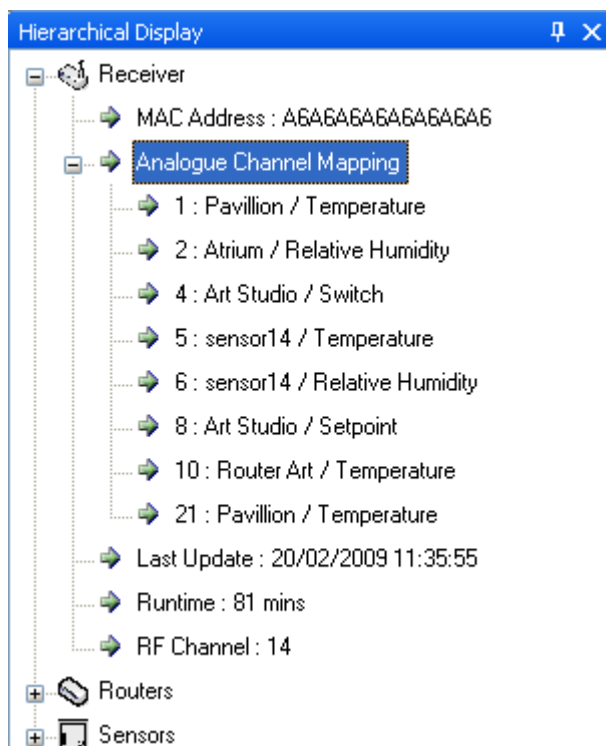 Hierarchical Display
Receiver
MAC Address : A6A6A6A6A6A6A6A6
Analogue Channel Mapping
1 : Pavillion / Temperature
2 : Atrium / Relative Humidity
4 : Art Studio / Switch
5 : sensor14 / Temperature
6 : sensor14 / Relative Humidity
8 : Art Studio / Setpoint
10 : Router Art / Temperature
21 : Pavillion / Temperature
Last Update : 20/02/2009 11:35:55
Runtime : 81 mins
RF Channel : 14
Routers
Sensors